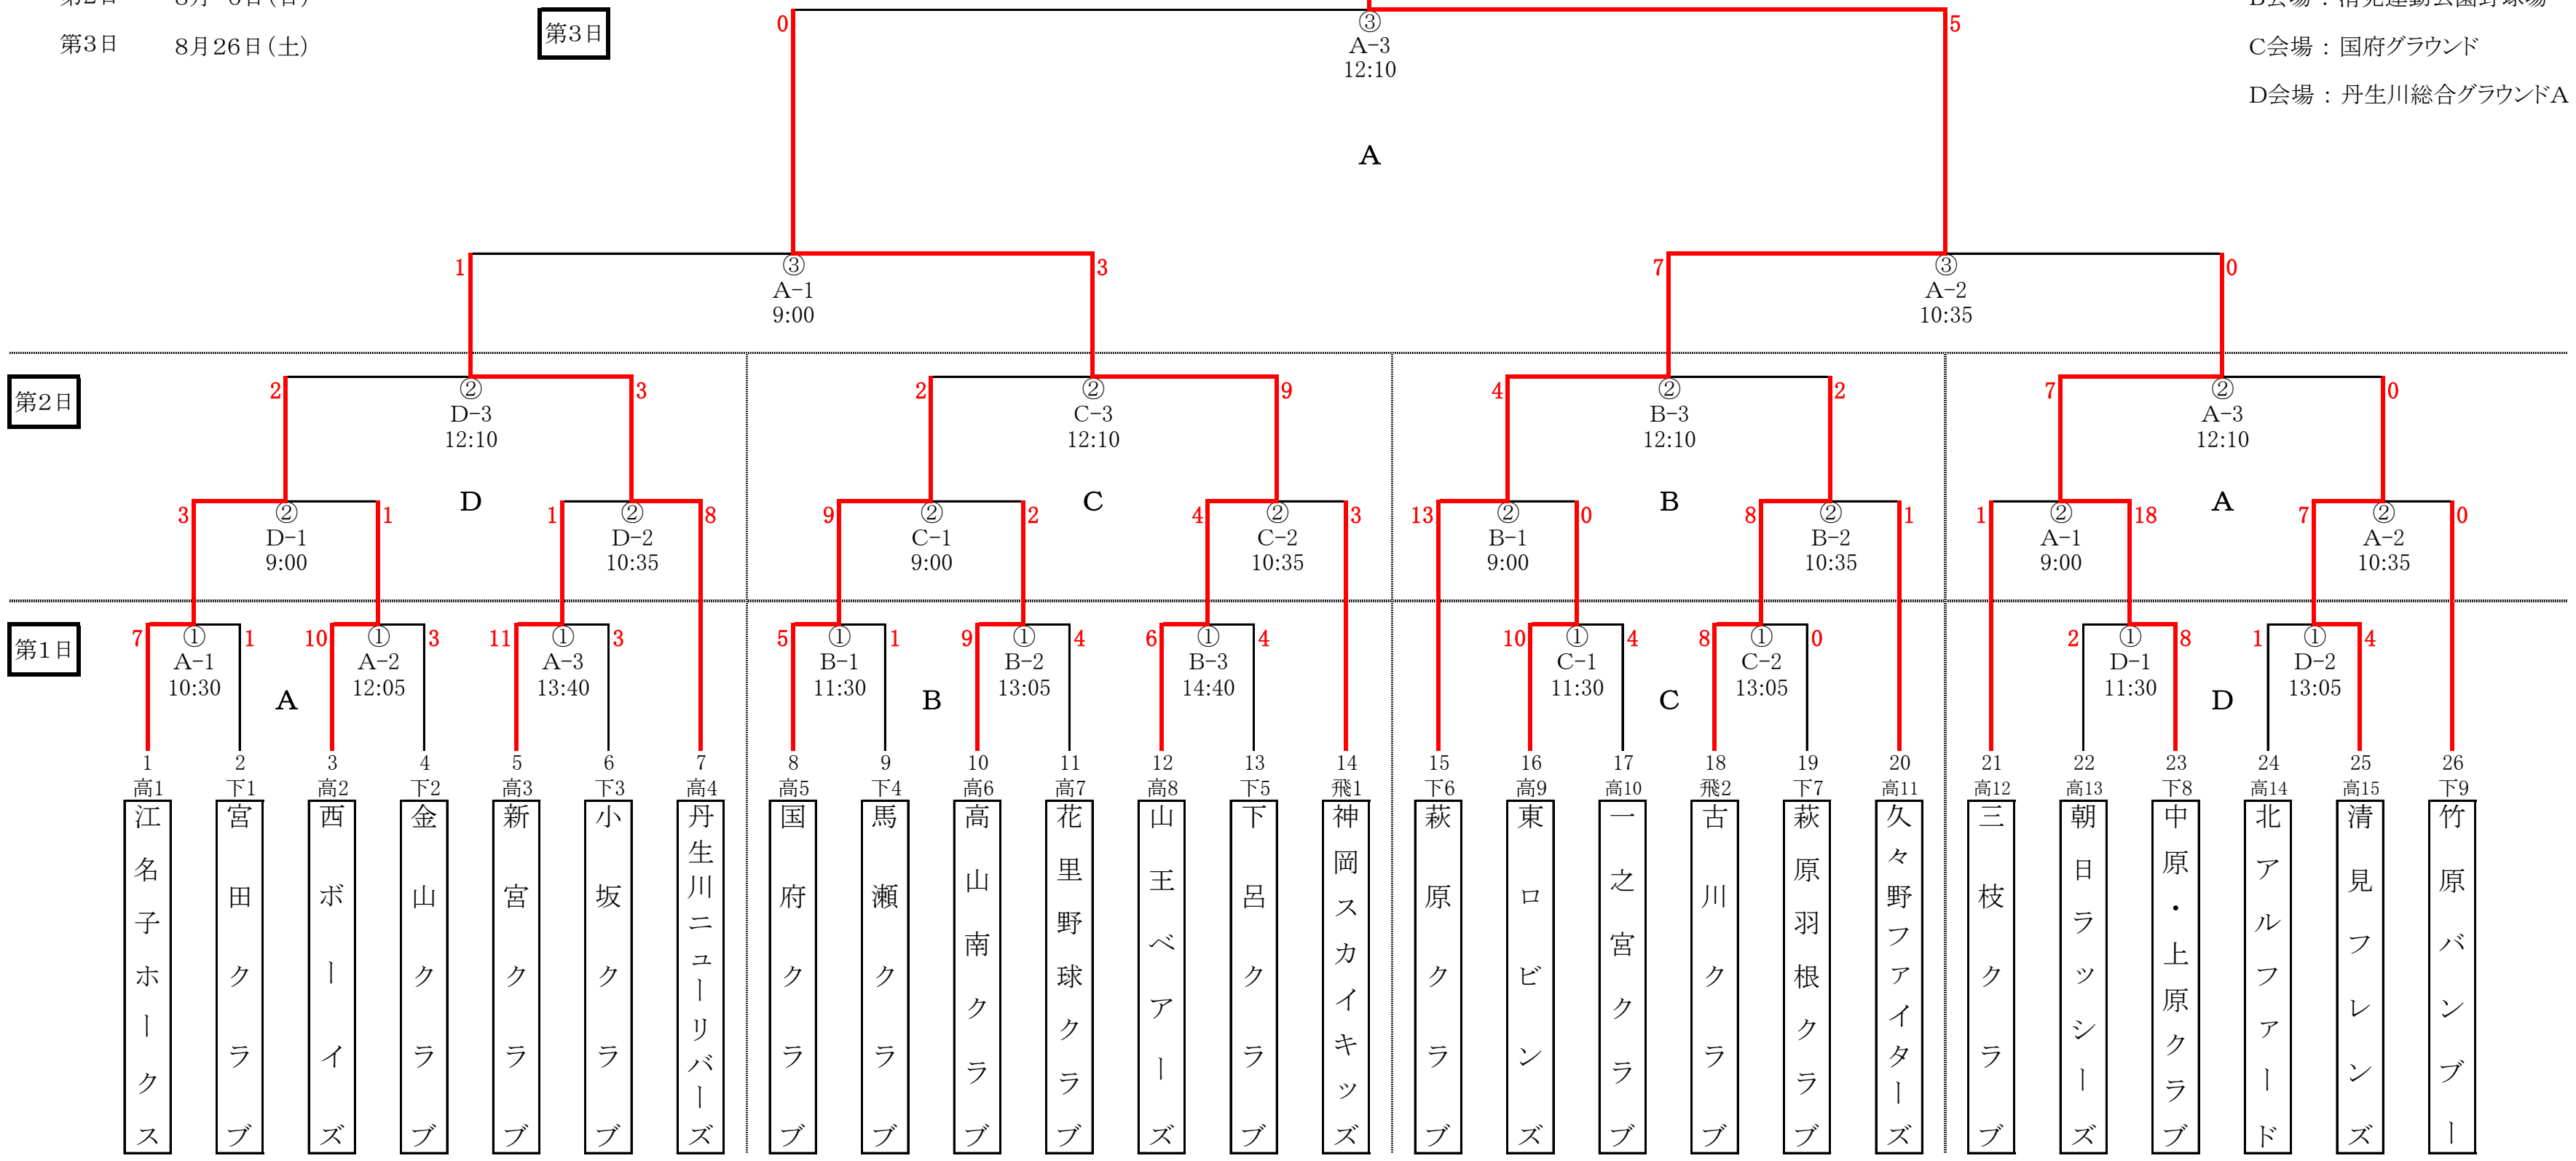 第3日 8月26日(土)
C会場 : 国府グラウンド
D会場 : 丹生川総合グラウンドA
第3日
0 ③ 5
A-3
12:10
A
1 ③ 3 7 ③ 0
A-1 A-2
9:00 10:35
第2日
2 ② 3 2 ② 9 4 ② 2 7 ② 0
D-3 C-3 B-3 A-3
12:10 12:10 12:10 12:10
D C B A
3 ② 1 1 ② 8 9 ② 2 4 ② 3 13 ② 0 8 ② 1 1 ② 18 7 ② 0
D-1 D-2 C-1 C-2 B-1 B-2 A-1 A-2
9:00 10:35 9:00 10:35 9:00 10:35 9:00 10:35
第1日
7 ① 1 10 ① 3 11 ① 3 5 ① 1 9 ① 4 6 ① 4 10 ① 4 8 ① 0 2 ① 8 1 ① 4
A-1 A-2 A-3 B-1 B-2 B-3 C-1 C-2 D-1 D-2
10:30 12:05 13:40 11:30 13:05 14:40 11:30 13:05 11:30 13:05
A B C D
1 2 3 4 5 6 7 8 9 10 11 12 13 14 15 16 17 18 19 20 21 22 23 24 25 26
高1 下1 高2 下2 高3 下3 高4 高5 下4 高6 高7 高8 下5 飛1 下6 高9 高10 飛2 下7 高11 高12 高13 下8 高14 高15 下9
江名子ホークス
宮田クラブ
西ボーイズ
金山クラブ
新宮クラブ
小坂クラブ
丹生川ニューリバーズ
国府クラブ
馬瀬クラブ
高山南クラブ
花里野球クラブ
山王ベアーズ
下呂クラブ
神岡スカイキッズ
萩原クラブ
東ロビンズ
一之宮クラブ
古川クラブ
萩原羽根クラブ
久々野ファイターズ
三枝クラブ
朝日ラッシーズ
中原・上原クラブ
北アルファード
清見フレンズ
竹原バンブー